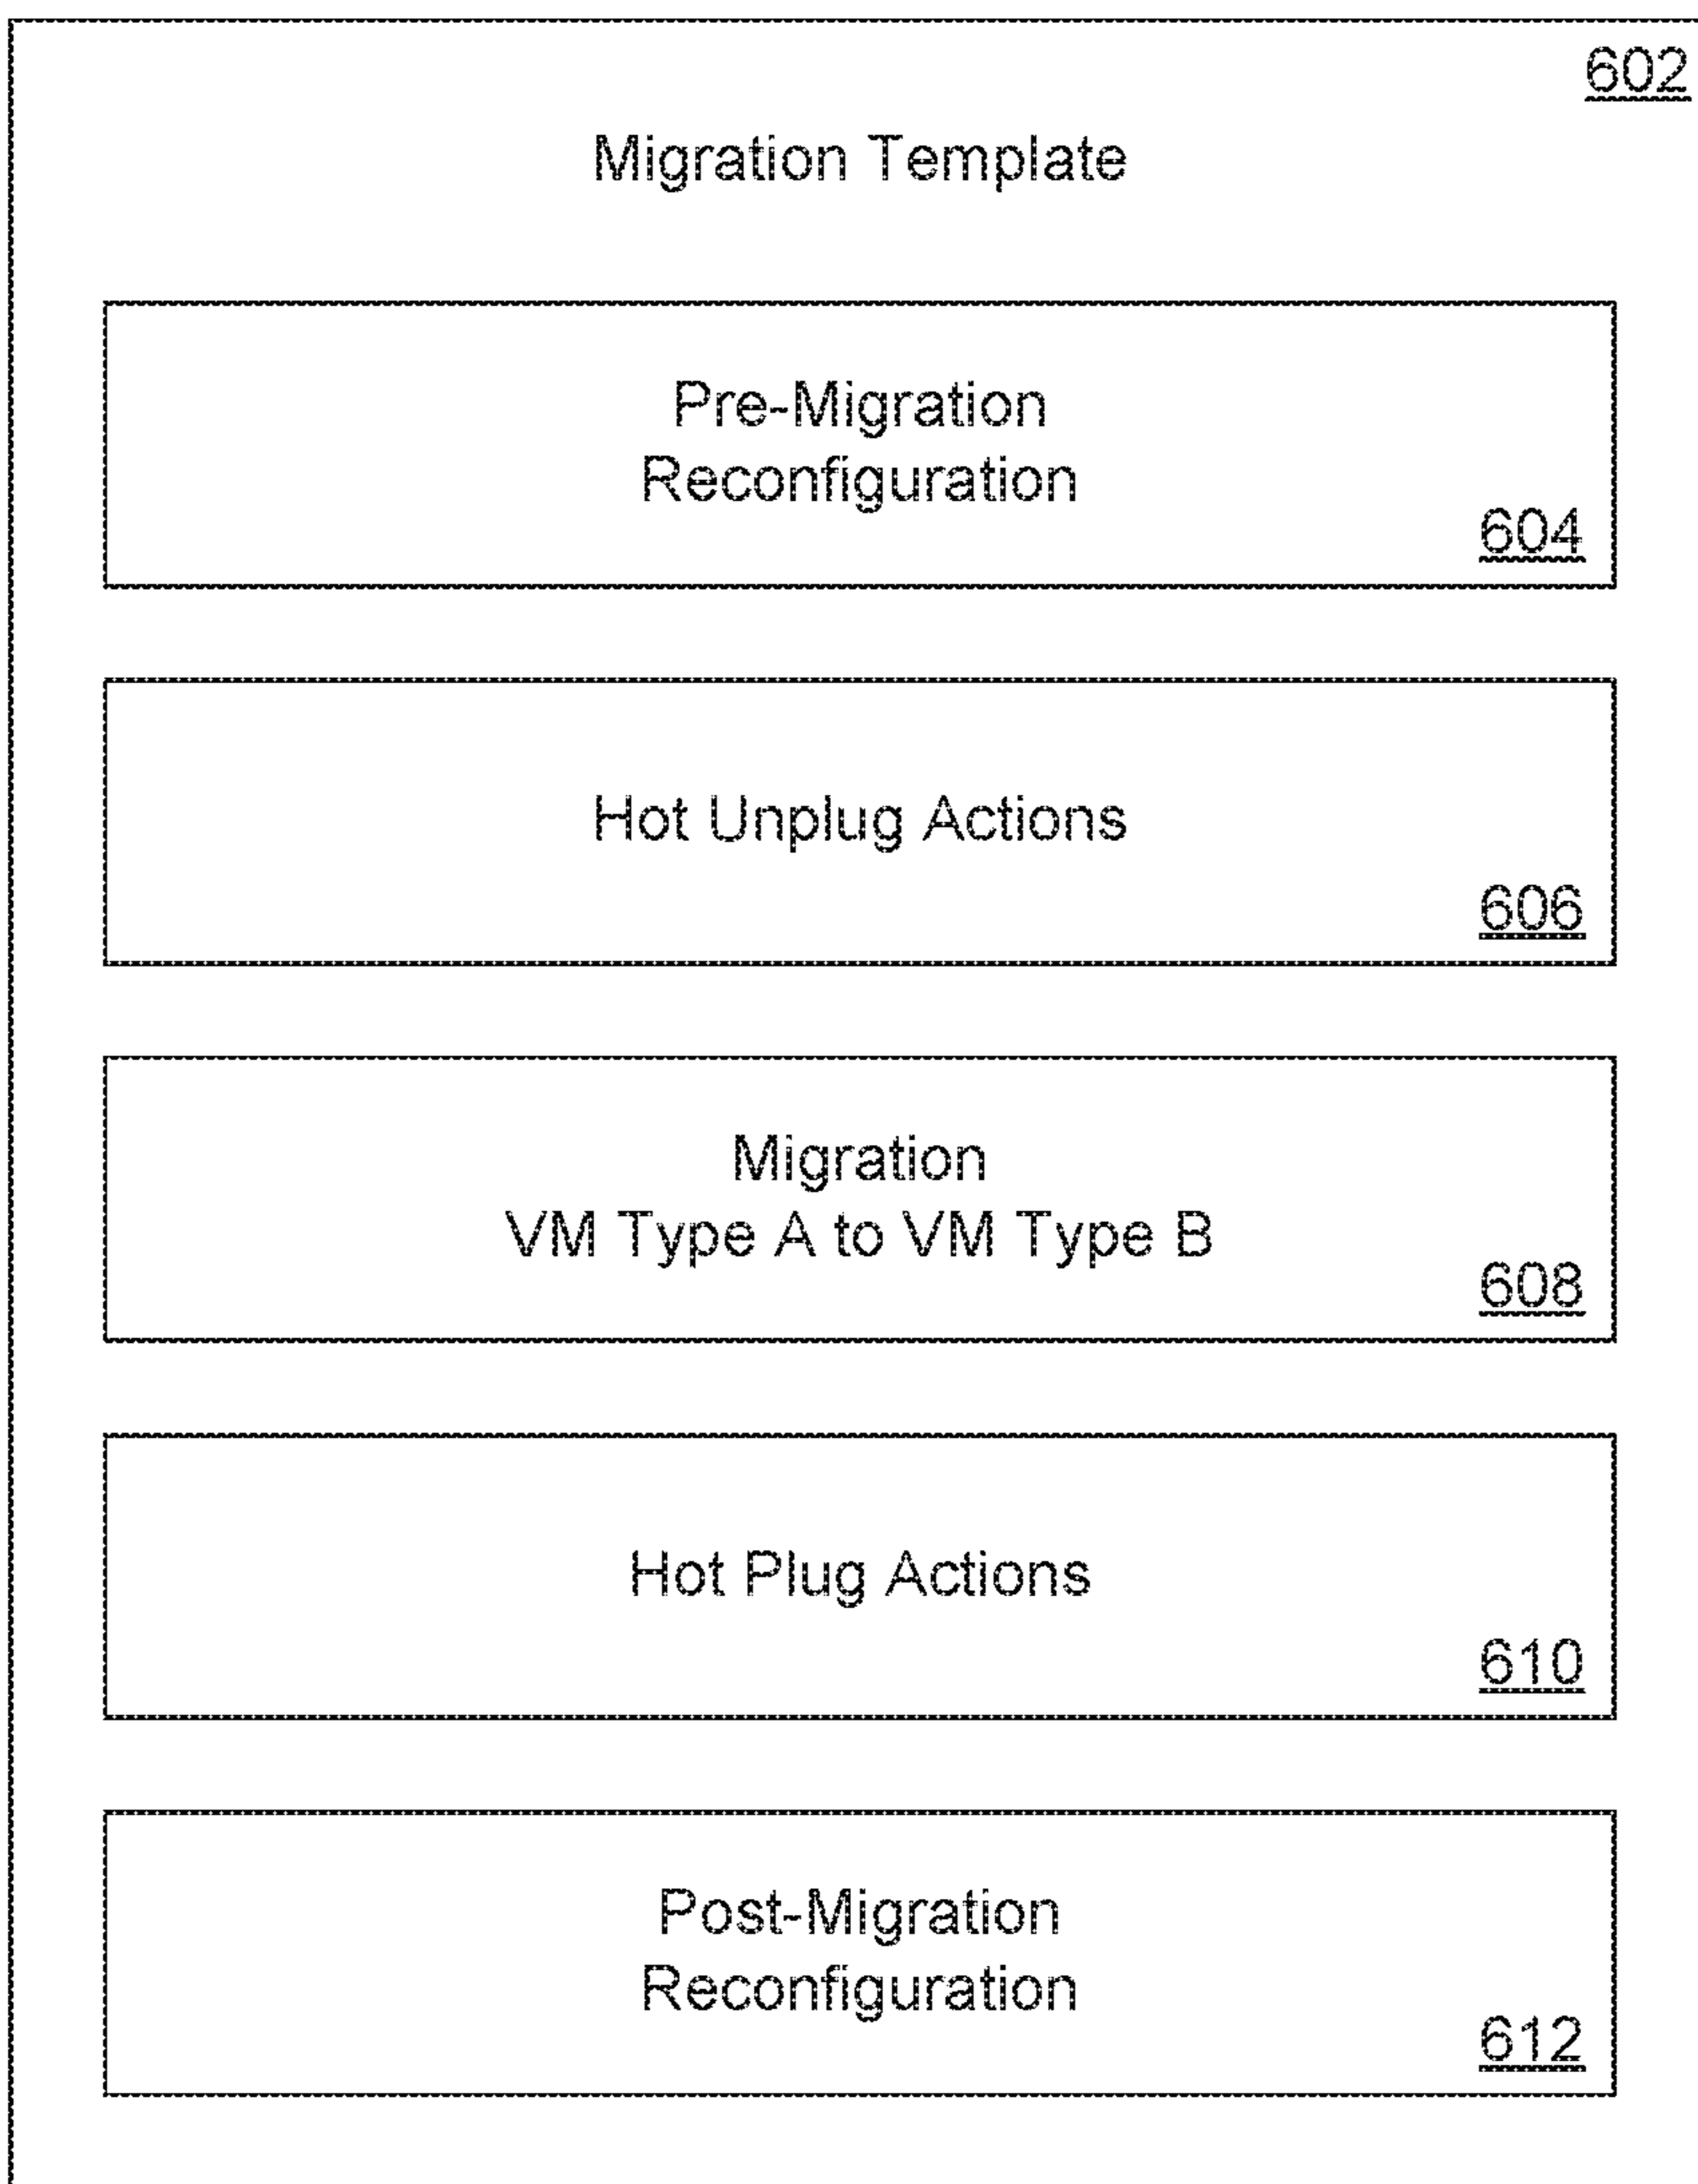 602
Migration Template
Pre-Migration
Reconfiguration
604
Hot Unplug Actions
606
Migration
VM Type A to VM Type B
608
Hot Plug Actions
610
Post-Migration
Reconfiguration
612